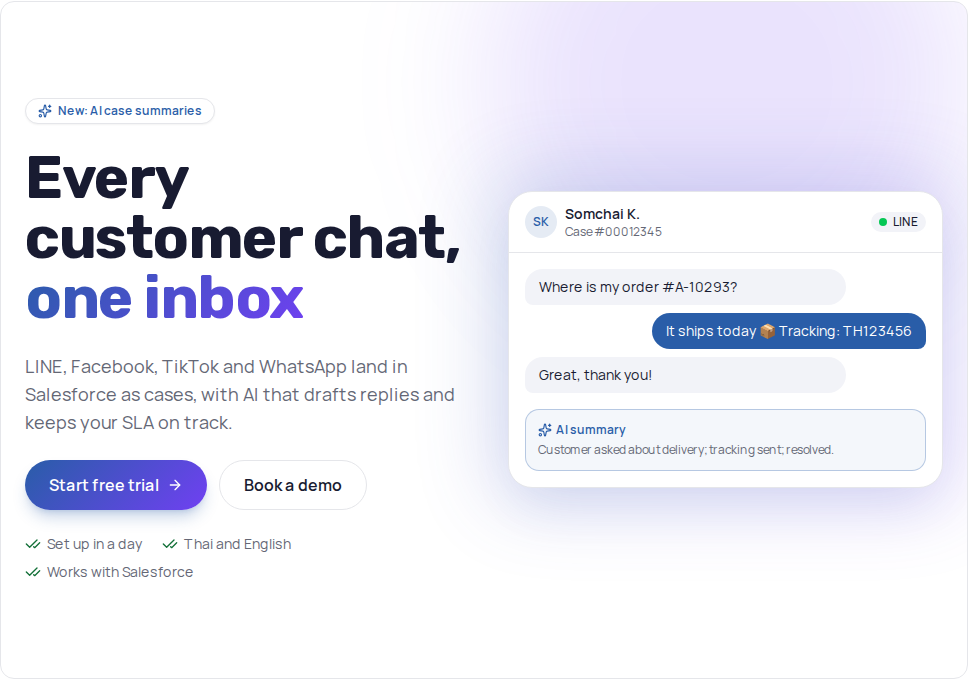 New: AI case summaries
Every
customer chat,
one inbox
LINE, Facebook, TikTok and WhatsApp land in
Salesforce as cases, with AI that drafts replies and
keeps your SLA on track.
Start free trial →
Book a demo
Set up in a day
Thai and English
Works with Salesforce
SK
Somchai K.
Case #00012345
LINE
Where is my order #A-10293?
It ships today 📦 Tracking: TH123456
Great, thank you!
AI summary
Customer asked about delivery; tracking sent; resolved.